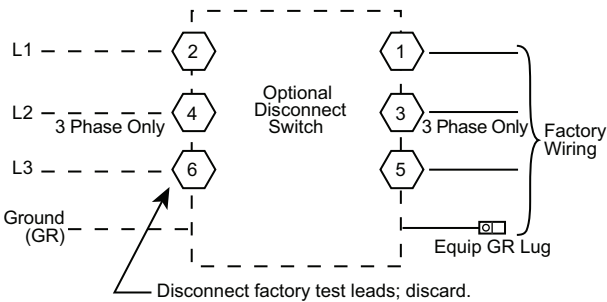 L1
2
1
L2
3 Phase Only
4
Optional
Disconnect
Switch
3
3 Phase Only
Factory
Wiring
L3
6
5
Ground
(GR)
Equip GR Lug
Disconnect factory test leads; discard.